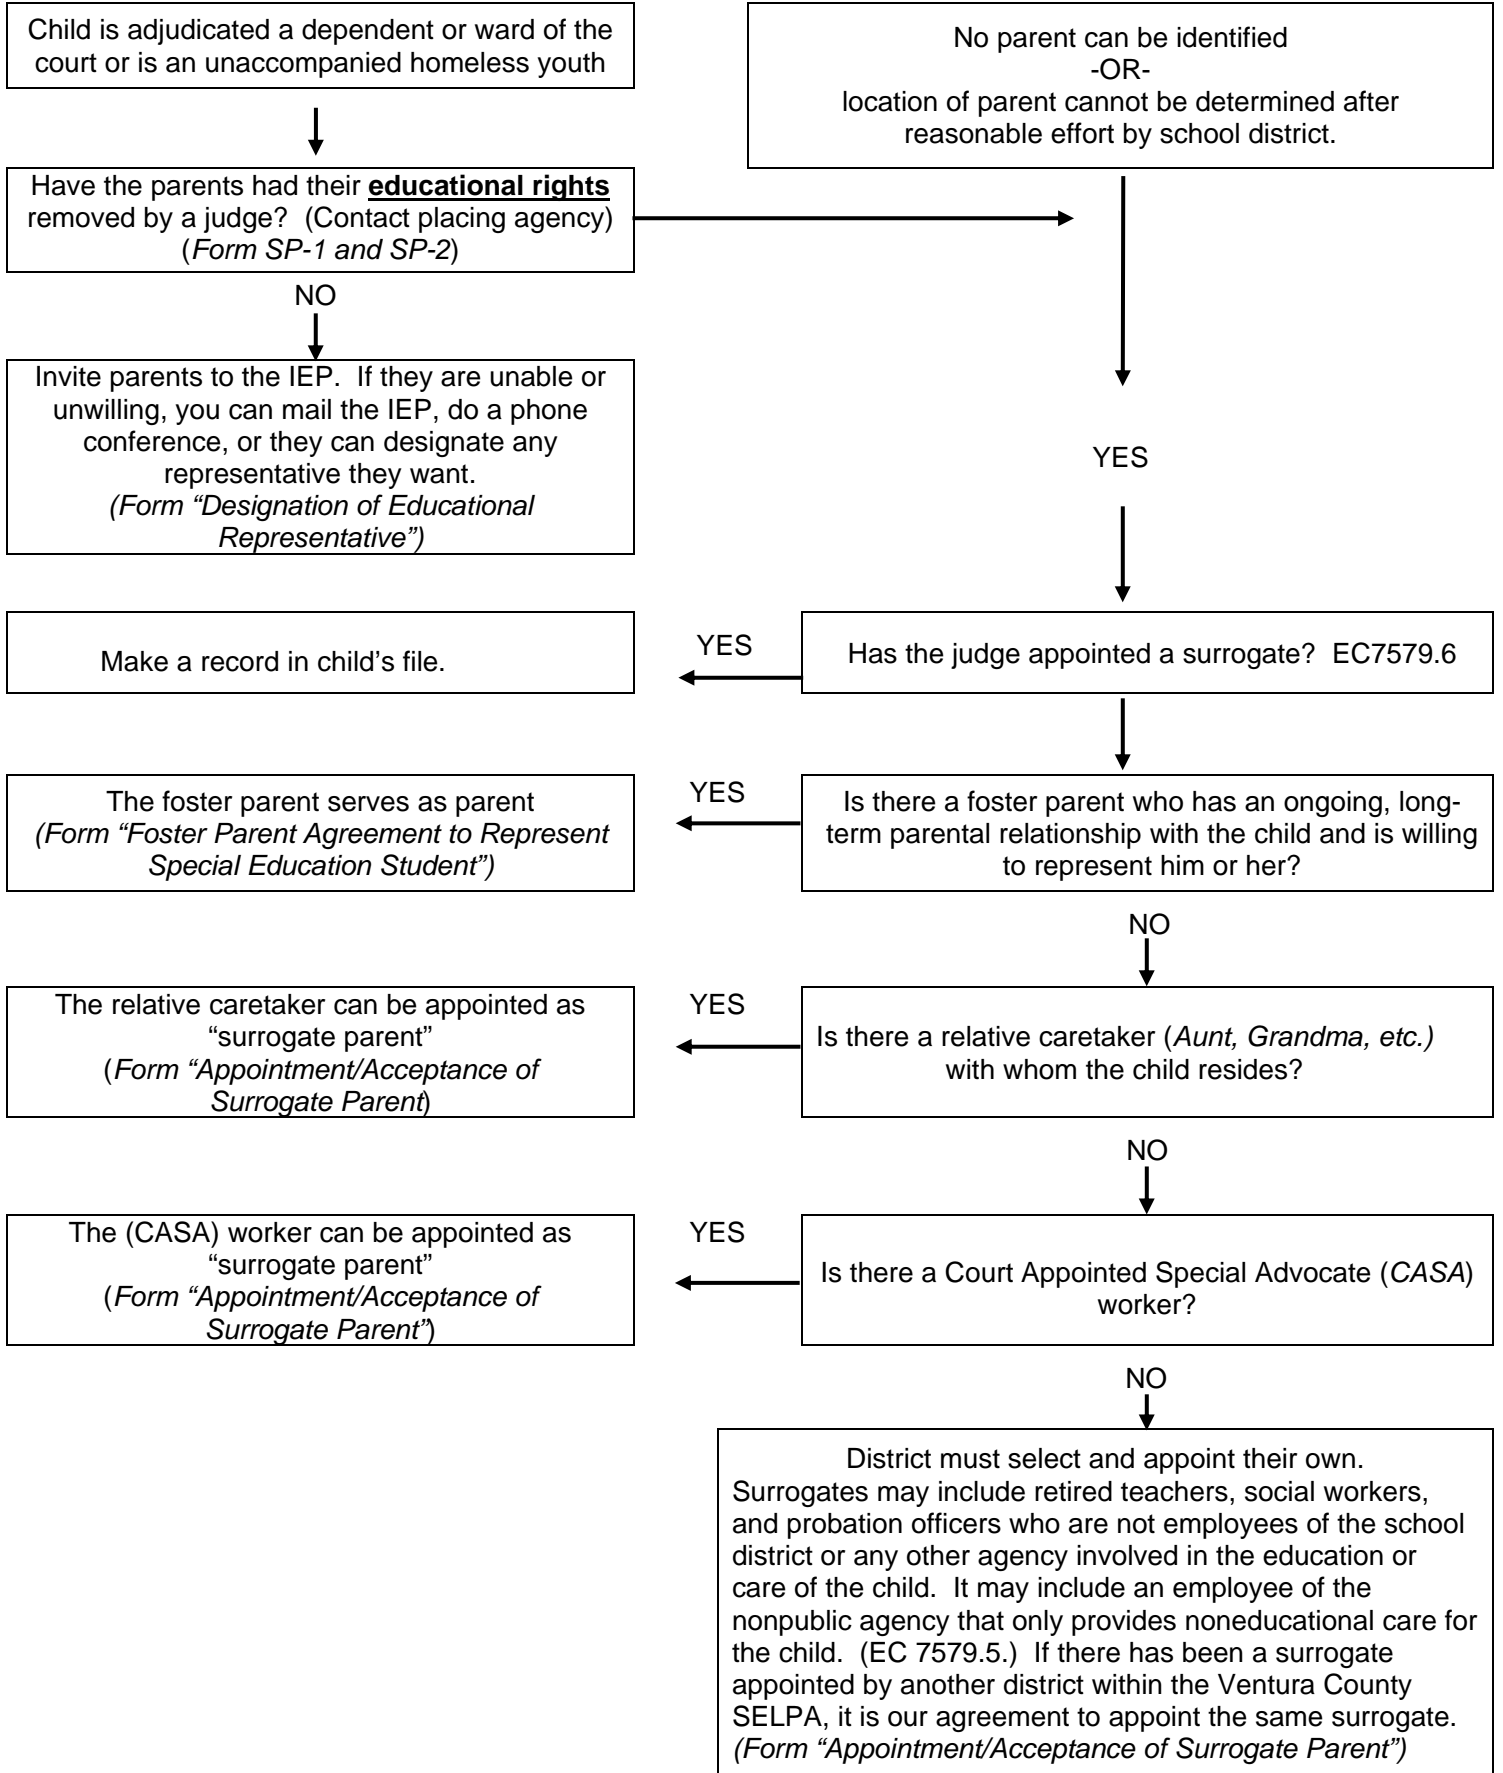 Child is adjudicated a dependent or ward of the
court or is an unaccompanied homeless youth
No parent can be identified
-OR-
location of parent cannot be determined after
reasonable effort by school district.
Have the parents had their educational rights
removed by a judge?  (Contact placing agency)
(Form SP-1 and SP-2)
NO
Invite parents to the IEP.  If they are unable or
unwilling, you can mail the IEP, do a phone
conference, or they can designate any
representative they want.
(Form “Designation of Educational
Representative”)
YES
Has the judge appointed a surrogate?  EC7579.6
YES
Make a record in child’s file.
Is there a foster parent who has an ongoing, long-
term parental relationship with the child and is willing
to represent him or her?
YES
The foster parent serves as parent
(Form “Foster Parent Agreement to Represent
Special Education Student”)
NO
Is there a relative caretaker (Aunt, Grandma, etc.)
with whom the child resides?
YES
The relative caretaker can be appointed as
“surrogate parent”
(Form “Appointment/Acceptance of
Surrogate Parent)
NO
Is there a Court Appointed Special Advocate (CASA)
worker?
YES
The (CASA) worker can be appointed as
“surrogate parent”
(Form “Appointment/Acceptance of
Surrogate Parent”)
NO
District must select and appoint their own.
Surrogates may include retired teachers, social workers,
and probation officers who are not employees of the school
district or any other agency involved in the education or
care of the child.  It may include an employee of the
nonpublic agency that only provides noneducational care for
the child.  (EC 7579.5.)  If there has been a surrogate
appointed by another district within the Ventura County
SELPA, it is our agreement to appoint the same surrogate.
(Form “Appointment/Acceptance of Surrogate Parent”)